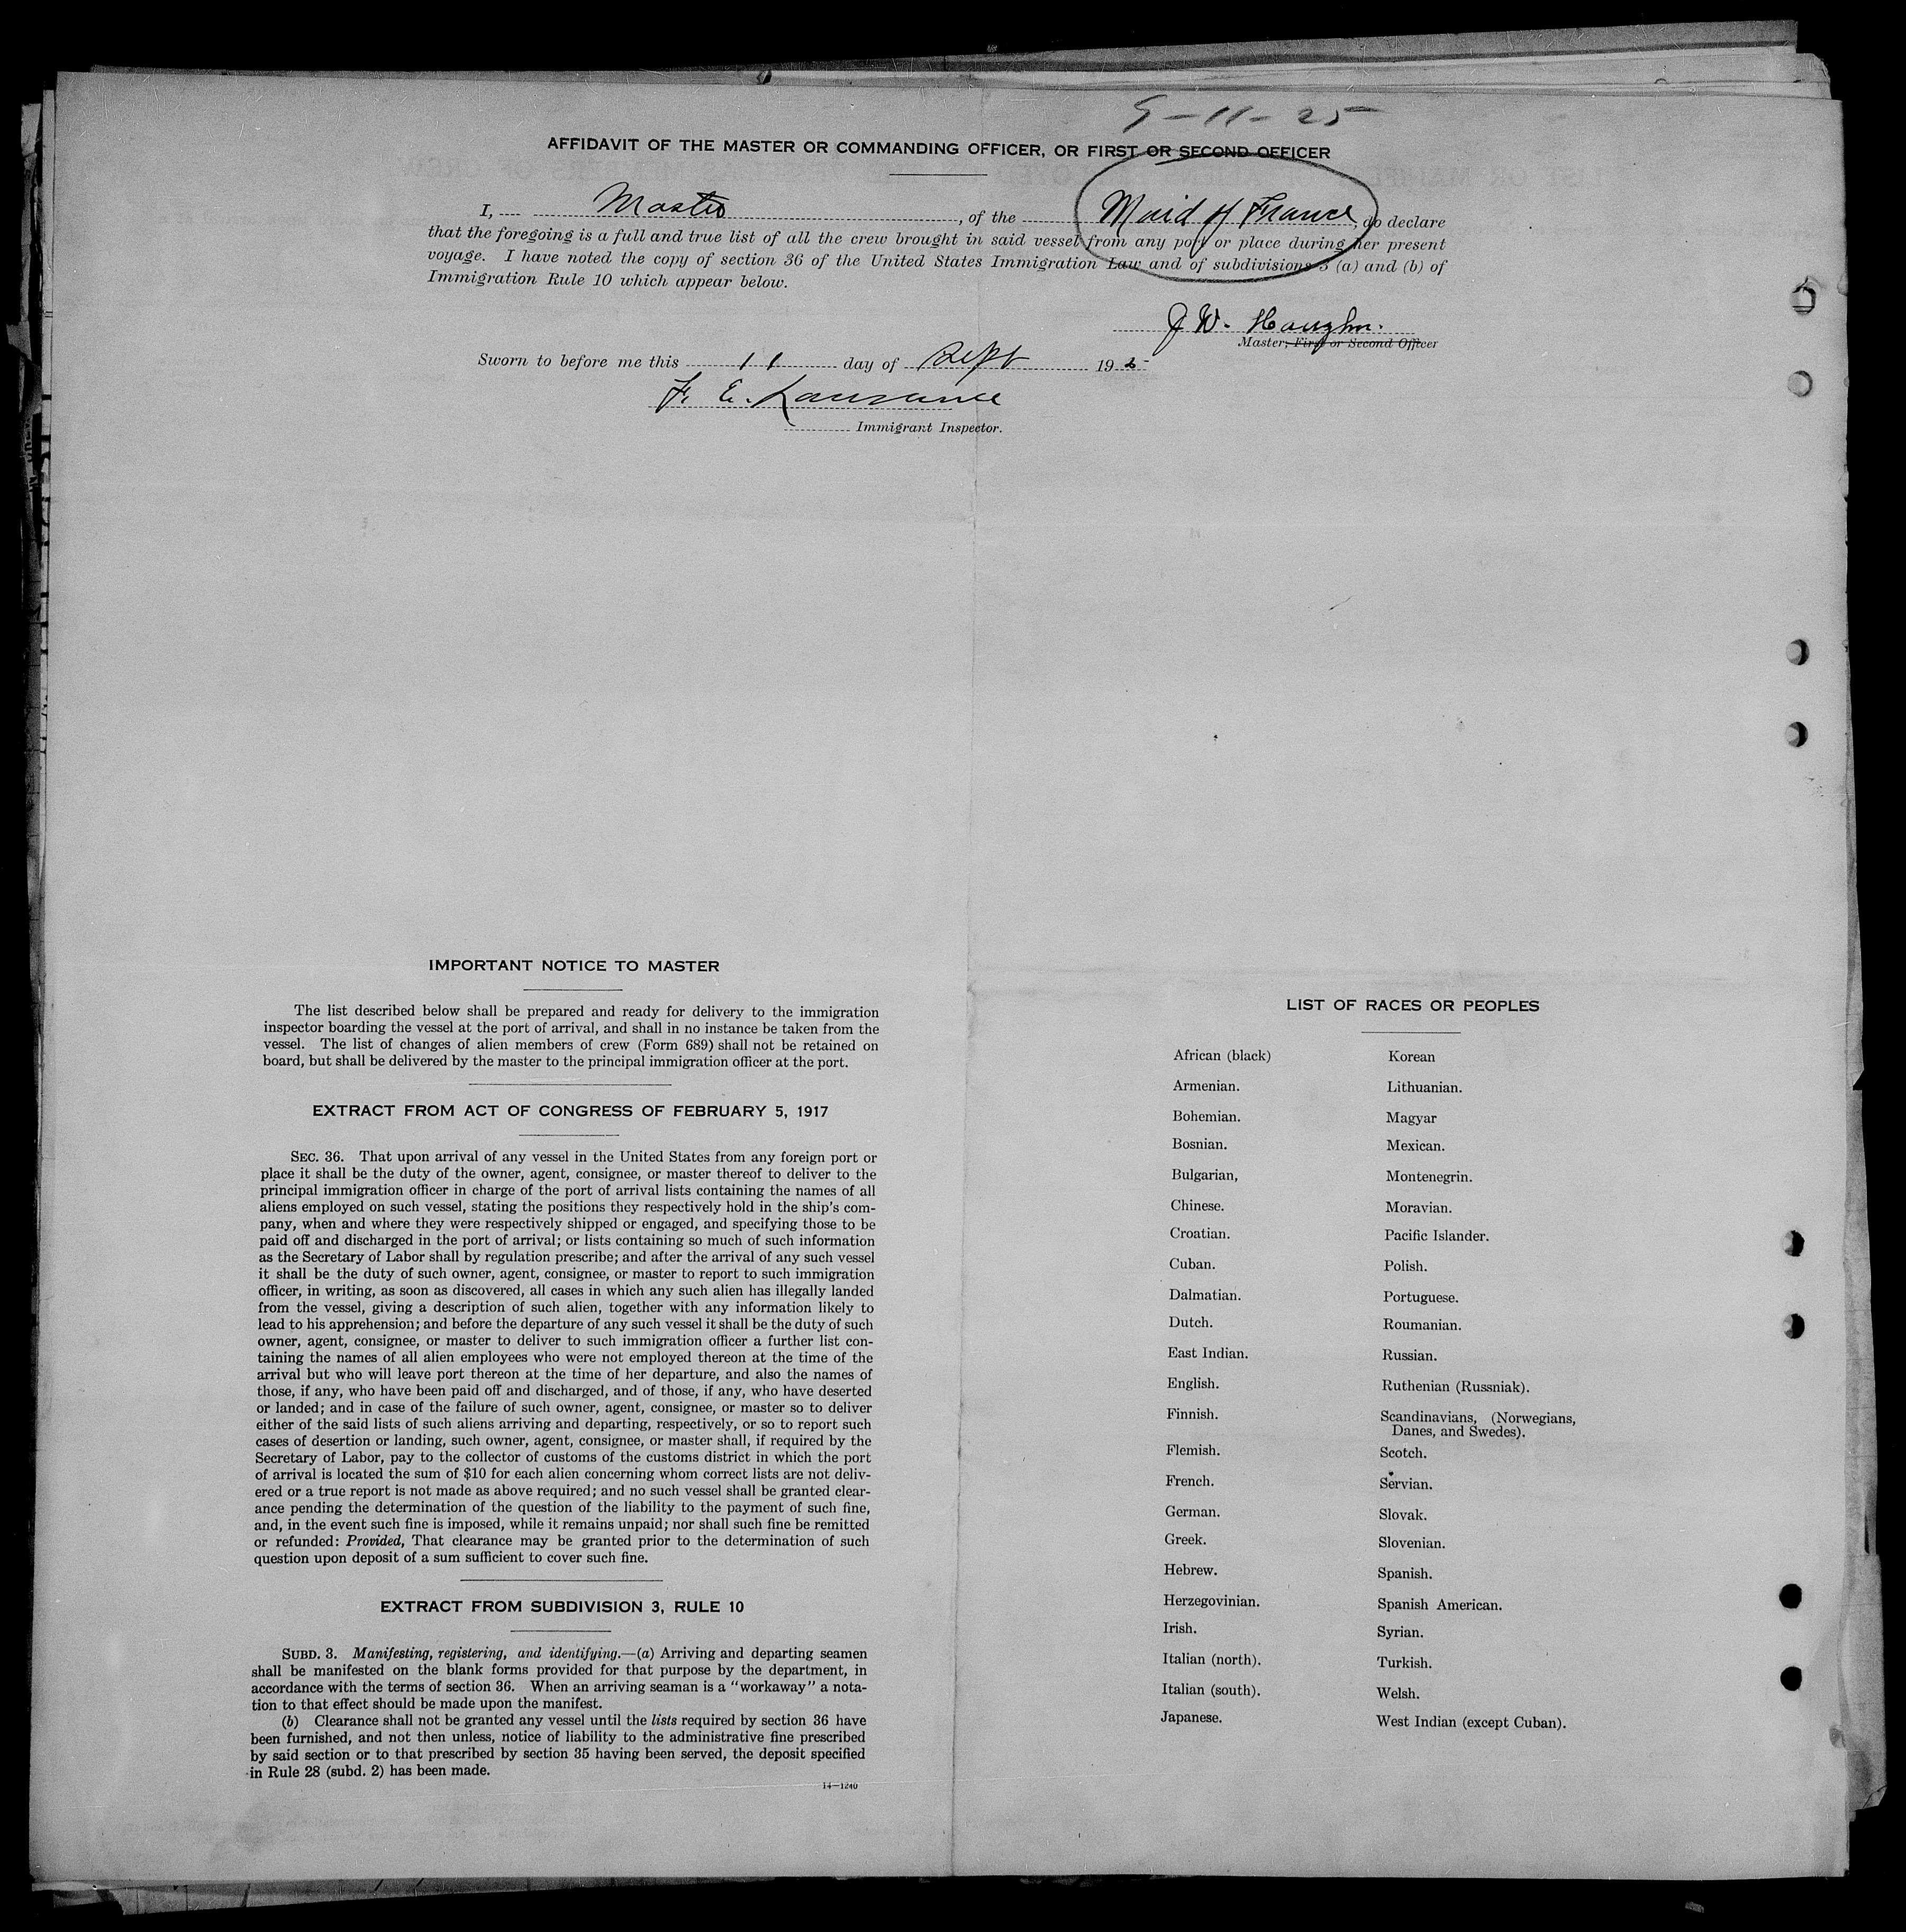 9-11-25
AFFIDAVIT OF THE MASTER OR COMMANDING OFFICER, OR FIRST OR SECOND OFFICER
I, Master, of the Maid of France, do declare
that the foregoing is a full and true list of all the crew brought in said vessel from any port or place during her present
voyage. I have noted the copy of section 36 of the United States Immigration Law and of subdivisions 3 (a) and (b) of
Immigration Rule 10 which appear below.
J W.
Master, First or Second Officer
Sworn to before me this 11 day of Sept 1925
F. E.
Immigrant Inspector.
IMPORTANT NOTICE TO MASTER
The list described below shall be prepared and ready for delivery to the immigration
inspector boarding the vessel at the port of arrival, and shall in no instance be taken from the
vessel. The list of changes of alien members of crew (Form 689) shall not be retained on
board, but shall be delivered by the master to the principal immigration officer at the port.
EXTRACT FROM ACT OF CONGRESS OF FEBRUARY 5, 1917
SEC. 36. That upon arrival of any vessel in the United States from any foreign port or
place it shall be the duty of the owner, agent, consignee, or master thereof to deliver to the
principal immigration officer in charge of the port of arrival lists containing the names of all
aliens employed on such vessel, stating the positions they respectively hold in the ship's com-
pany, when and where they were respectively shipped or engaged, and specifying those to be
paid off and discharged in the port of arrival; or lists containing so much of such information
as the Secretary of Labor shall by regulation prescribe; and after the arrival of any such vessel
it shall be the duty of such owner, agent, consignee, or master to report to such immigration
officer, in writing, as soon as discovered, all cases in which any such alien has illegally landed
from the vessel, giving a description of such alien, together with any information likely to
lead to his apprehension; and before the departure of any such vessel it shall be the duty of such
owner, agent, consignee, or master to deliver to such immigration officer a further list con-
taining the names of all alien employees who were not employed thereon at the time of the
arrival but who will leave port thereon at the time of her departure, and also the names of
those, if any, who have been paid off and discharged, and of those, if any, who have deserted
or landed; and in case of the failure of such owner, agent, consignee, or master so to deliver
either of the said lists of such aliens arriving and departing, respectively, or so to report such
cases of desertion or landing, such owner, agent, consignee, or master shall, if required by the
Secretary of Labor, pay to the collector of customs of the customs district in which the port
of arrival is located the sum of $10 for each alien concerning whom correct lists are not deliv-
ered or a true report is not made as above required; and no such vessel shall be granted clear-
ance pending the determination of the question of the liability to the payment of such fine,
and, in the event such fine is imposed, while it remains unpaid; nor shall such fine be remitted
or refunded: Provided, That clearance may be granted prior to the determination of such
question upon deposit of a sum sufficient to cover such fine.
EXTRACT FROM SUBDIVISION 3, RULE 10
SUBD. 3. Manifesting, registering, and identifying.—(a) Arriving and departing seamen
shall be manifested on the blank forms provided for that purpose by the department, in
accordance with the terms of section 36. When an arriving seaman is a "workaway" a nota-
tion to that effect should be made upon the manifest.
(b) Clearance shall not be granted any vessel until the lists required by section 36 have
been furnished, and not then unless, notice of liability to the administrative fine prescribed
by said section or to that prescribed by section 35 having been served, the deposit specified
in Rule 28 (subd. 2) has been made.
14—1240
LIST OF RACES OR PEOPLES
African (black)
Armenian.
Bohemian.
Bosnian.
Bulgarian,
Chinese.
Croatian.
Cuban.
Dalmatian.
Dutch.
East Indian.
English.
Finnish.
Flemish.
French.
German.
Greek.
Hebrew.
Herzegovinian.
Irish.
Italian (north).
Italian (south).
Japanese.
Korean
Lithuanian.
Magyar
Mexican.
Montenegrin.
Moravian.
Pacific Islander.
Polish.
Portuguese.
Roumanian.
Russian.
Ruthenian (Russniak).
Scandinavians, (Norwegians,
Danes, and Swedes).
Scotch.
Servian.
Slovak.
Slovenian.
Spanish.
Spanish American.
Syrian.
Turkish.
Welsh.
West Indian (except Cuban).